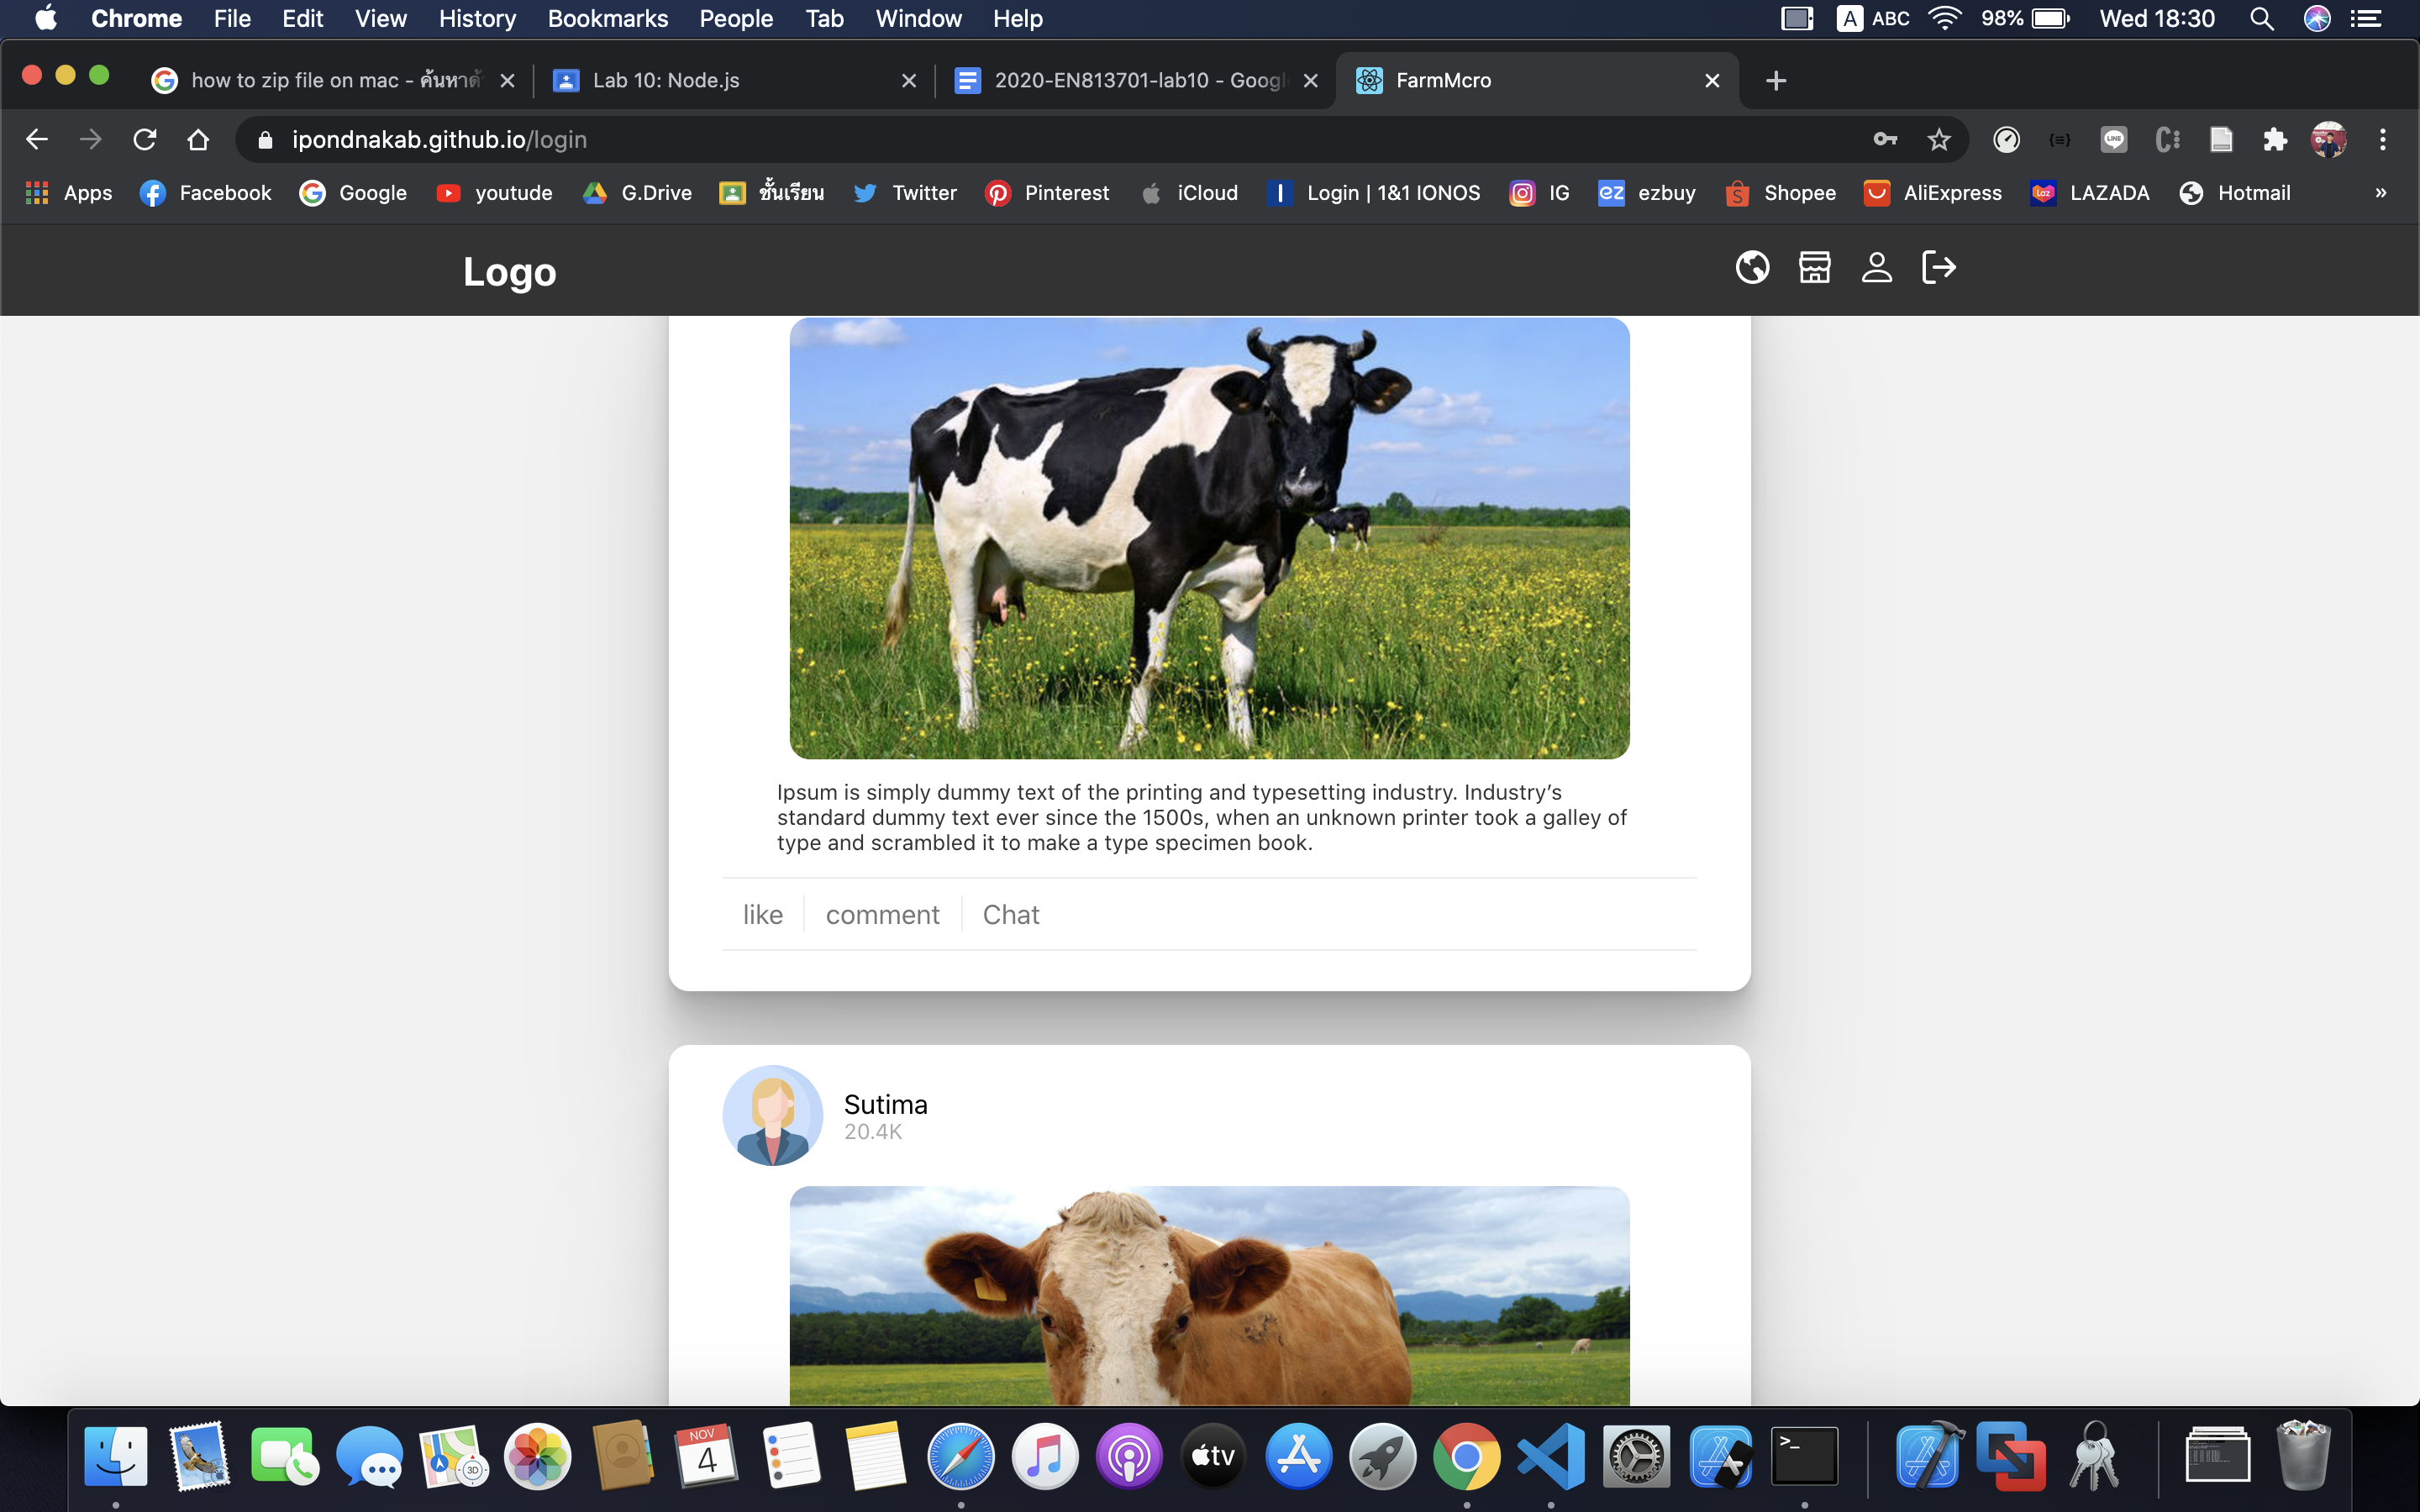 Chrome File Edit View History Bookmarks People Tab Window Help A ABC 98% Wed 18:30
how to zip file on mac - ค้นหาด้ Lab 10: Node.js 2020-EN813701-lab10 - Googl FarmMcro
ipondnakab.github.io/login
Apps Facebook Google youtude G.Drive ชั้นเรียน Twitter Pinterest iCloud Login | 1&1 IONOS IG ezbuy Shopee AliExpress LAZADA Hotmail »
Logo
Ipsum is simply dummy text of the printing and typesetting industry. Industry’s
standard dummy text ever since the 1500s, when an unknown printer took a galley of
type and scrambled it to make a type specimen book.
like comment Chat
Sutima
20.4K
NOV
4
3D
tv
>_